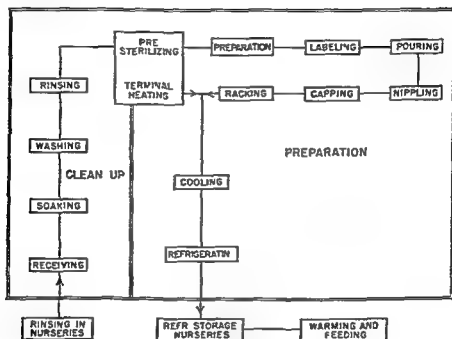 PRE
STERILIZING
PREPARATION
LABELING
POURING
RINSING
TERMINAL
HEATING
RACKING
CAPPING
NIPPLING
WASHING
PREPARATION
CLEAN UP
COOLING
SOAKING
REFRIGERATIN
RECEIVING
RINSING IN
NURSERIES
REFR STORAGE
NURSERIES
WARMING AND
FEEDING